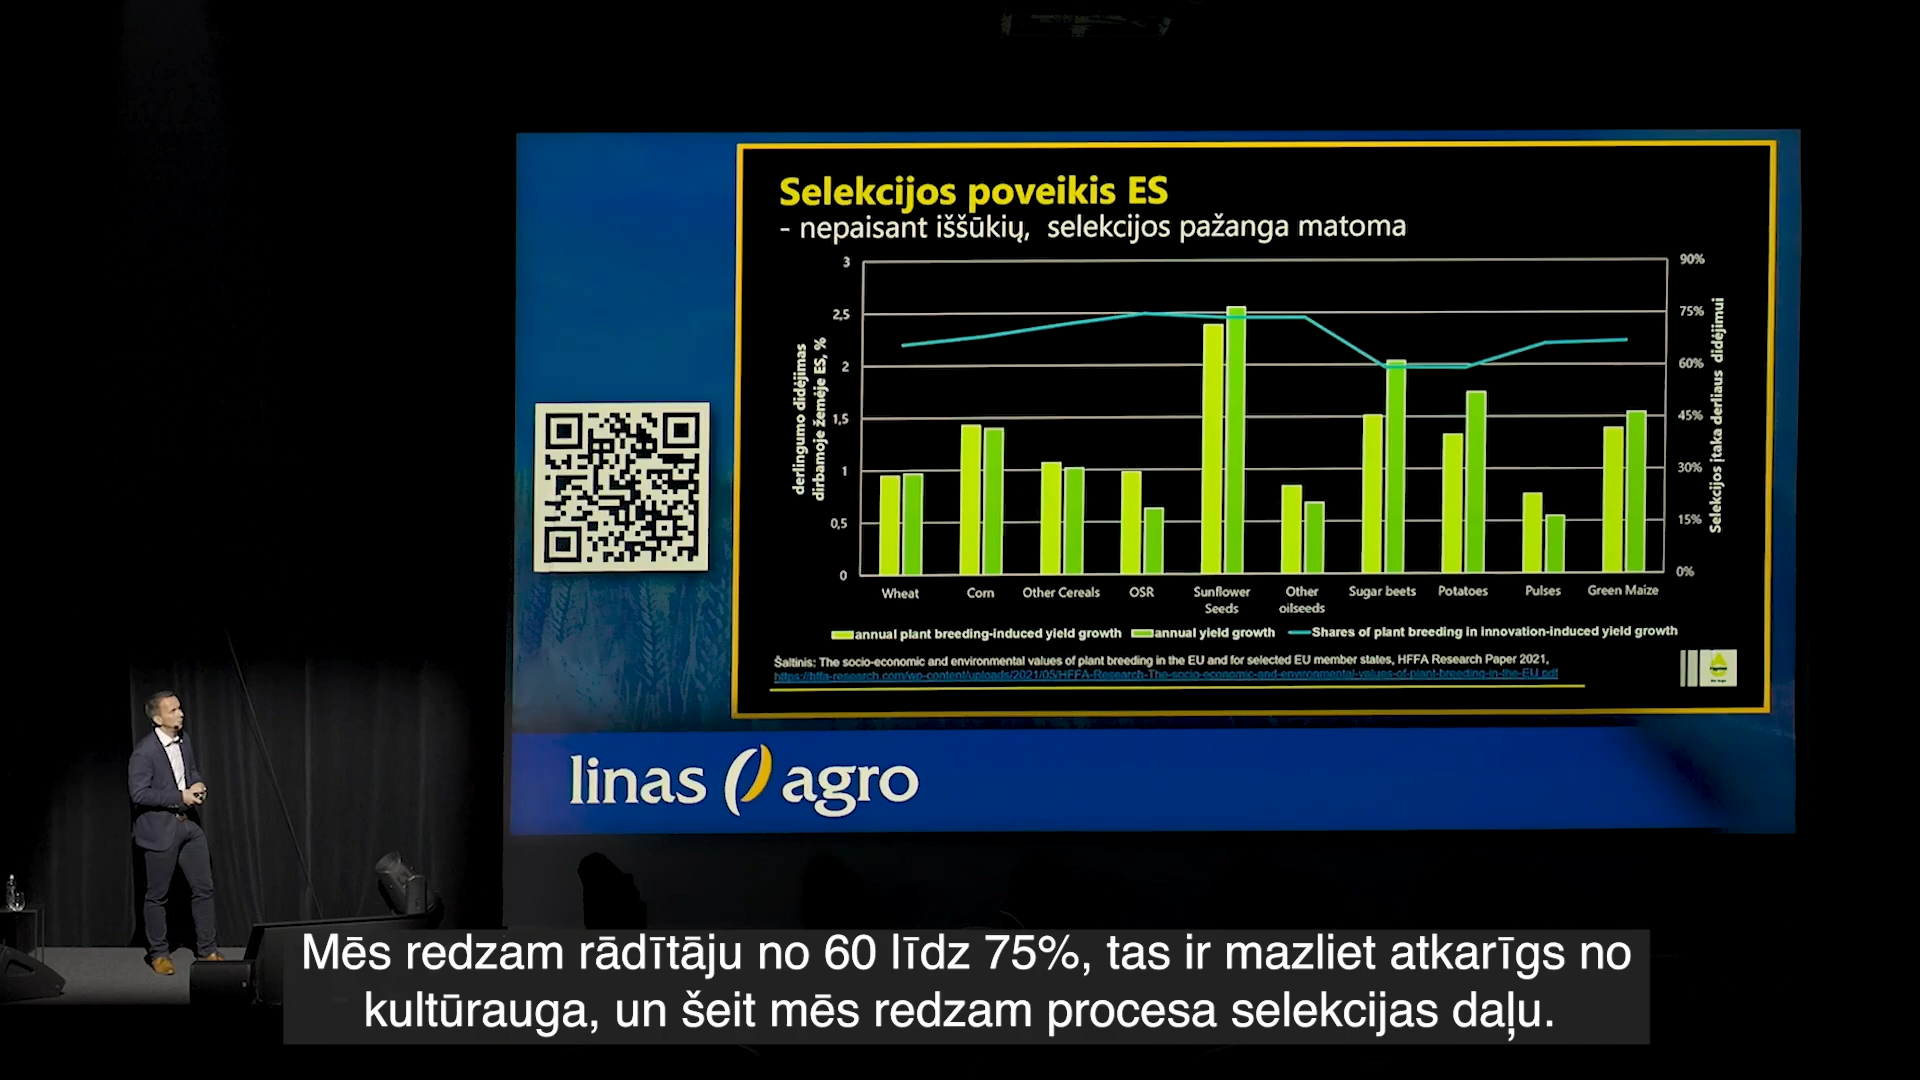 Selekcijos poveikis ES
- nepaisant iššūkių, selekcijos pažanga matoma
derlingumo didėjimas
dirbamoje žemėje ES, %
3
2,5
2
1,5
1
0,5
0
90%
75%
60%
45%
30%
15%
0%
Selekcijos įtaka derliaus didėjimui
Wheat
Corn
Other Cereals
OSR
Sunflower
Seeds
Other
oilseeds
Sugar beets
Potatoes
Pulses
Green Maize
annual plant breeding-induced yield growth
annual yield growth
Shares of plant breeding in innovation-induced yield growth
Šaltinis: The socio-economic and environmental values of plant breeding in the EU and for selected EU member states, HFFA Research Paper 2021,
https://hffa-research.com/wp-content/uploads/2021/05/HFFA-Research-The-socio-economic-and-environmental-values-of-plant-breeding-in-the-EU.pdf
linas agro
Mēs redzam rādītāju no 60 līdz 75%, tas ir mazliet atkarīgs no
kultūrauga, un šeit mēs redzam procesa selekcijas daļu.